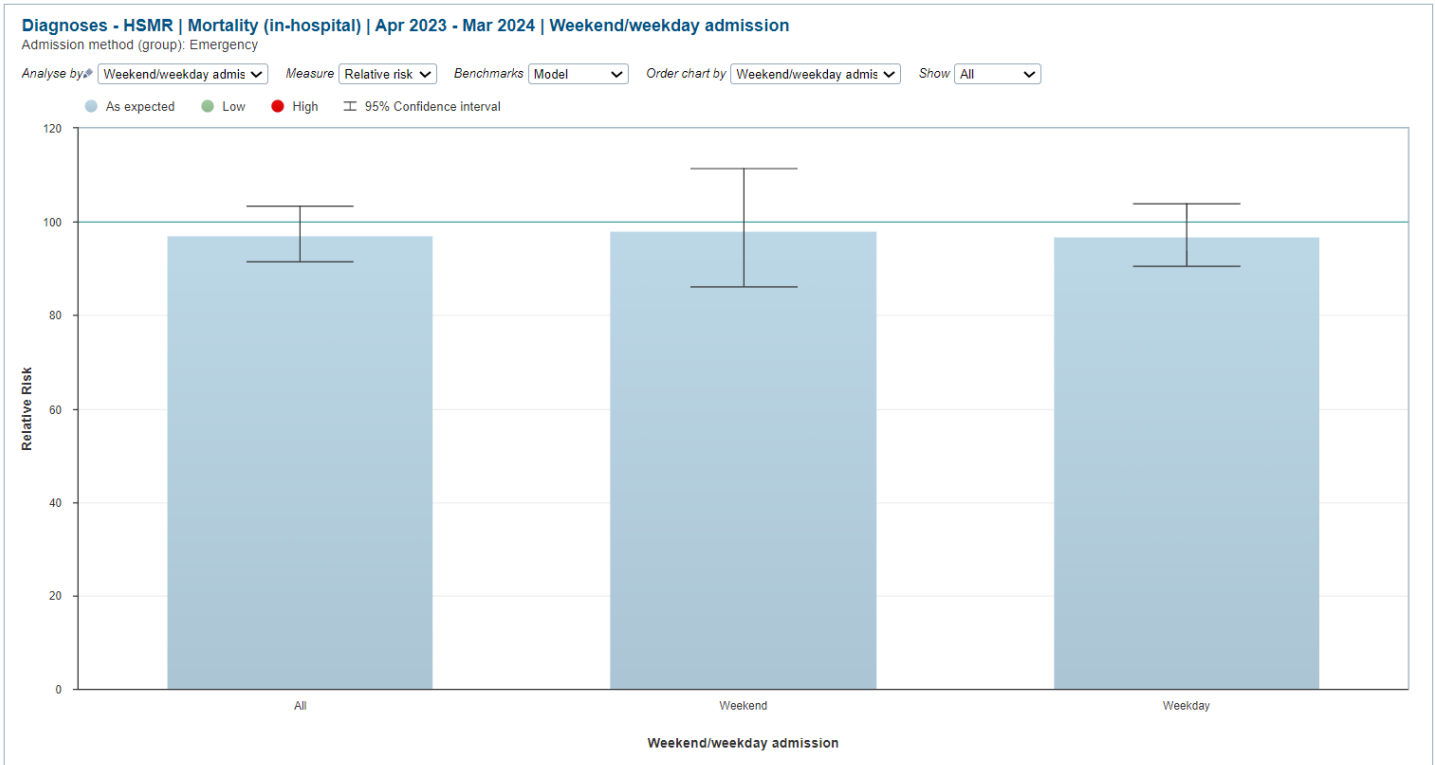 Diagnoses - HSMR | Mortality (in-hospital) | Apr 2023 - Mar 2024 | Weekend/weekday admission
Admission method (group): Emergency
Analyse by Weekend/weekday admis Measure Relative risk Benchmarks Model Order chart by Weekend/weekday admis Show All
As expected Low High 95% Confidence interval
120
100
80
60
40
20
0
Relative Risk
All Weekend Weekday
Weekend/weekday admission